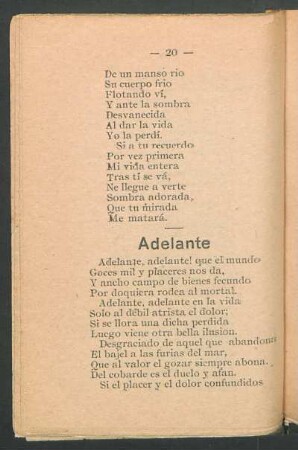 — 20 —
De un manso rio
Su cuerpo frio
Flotando ví,
Y ante la sombra
Desvanecida
Al dar la vida
Yo la perdí.
Si a tu recuerdo
Por vez primera
Mi vida entera
Tras ti se vá,
Ne llegue a verte
Sombra adorada,
Que tu mirada
Me matará.
Adelante
Adelante, adelante! que el mundo
Goces mil y placeres nos da,
Y ancho campo de bienes fecundo
Por doquiera rodea al mortal.
Adelante, adelante en la vida
Solo al débil atrista el dolor;
Si se llora una dicha perdida
Luego viene otra bella ilusion.
Desgraciado de aquel que abandona
El bajel a las furias del mar,
Que al valor el gozar siempre abona.
Del cobarde es el duelo y afan.
Si el placer y el dolor confundidos